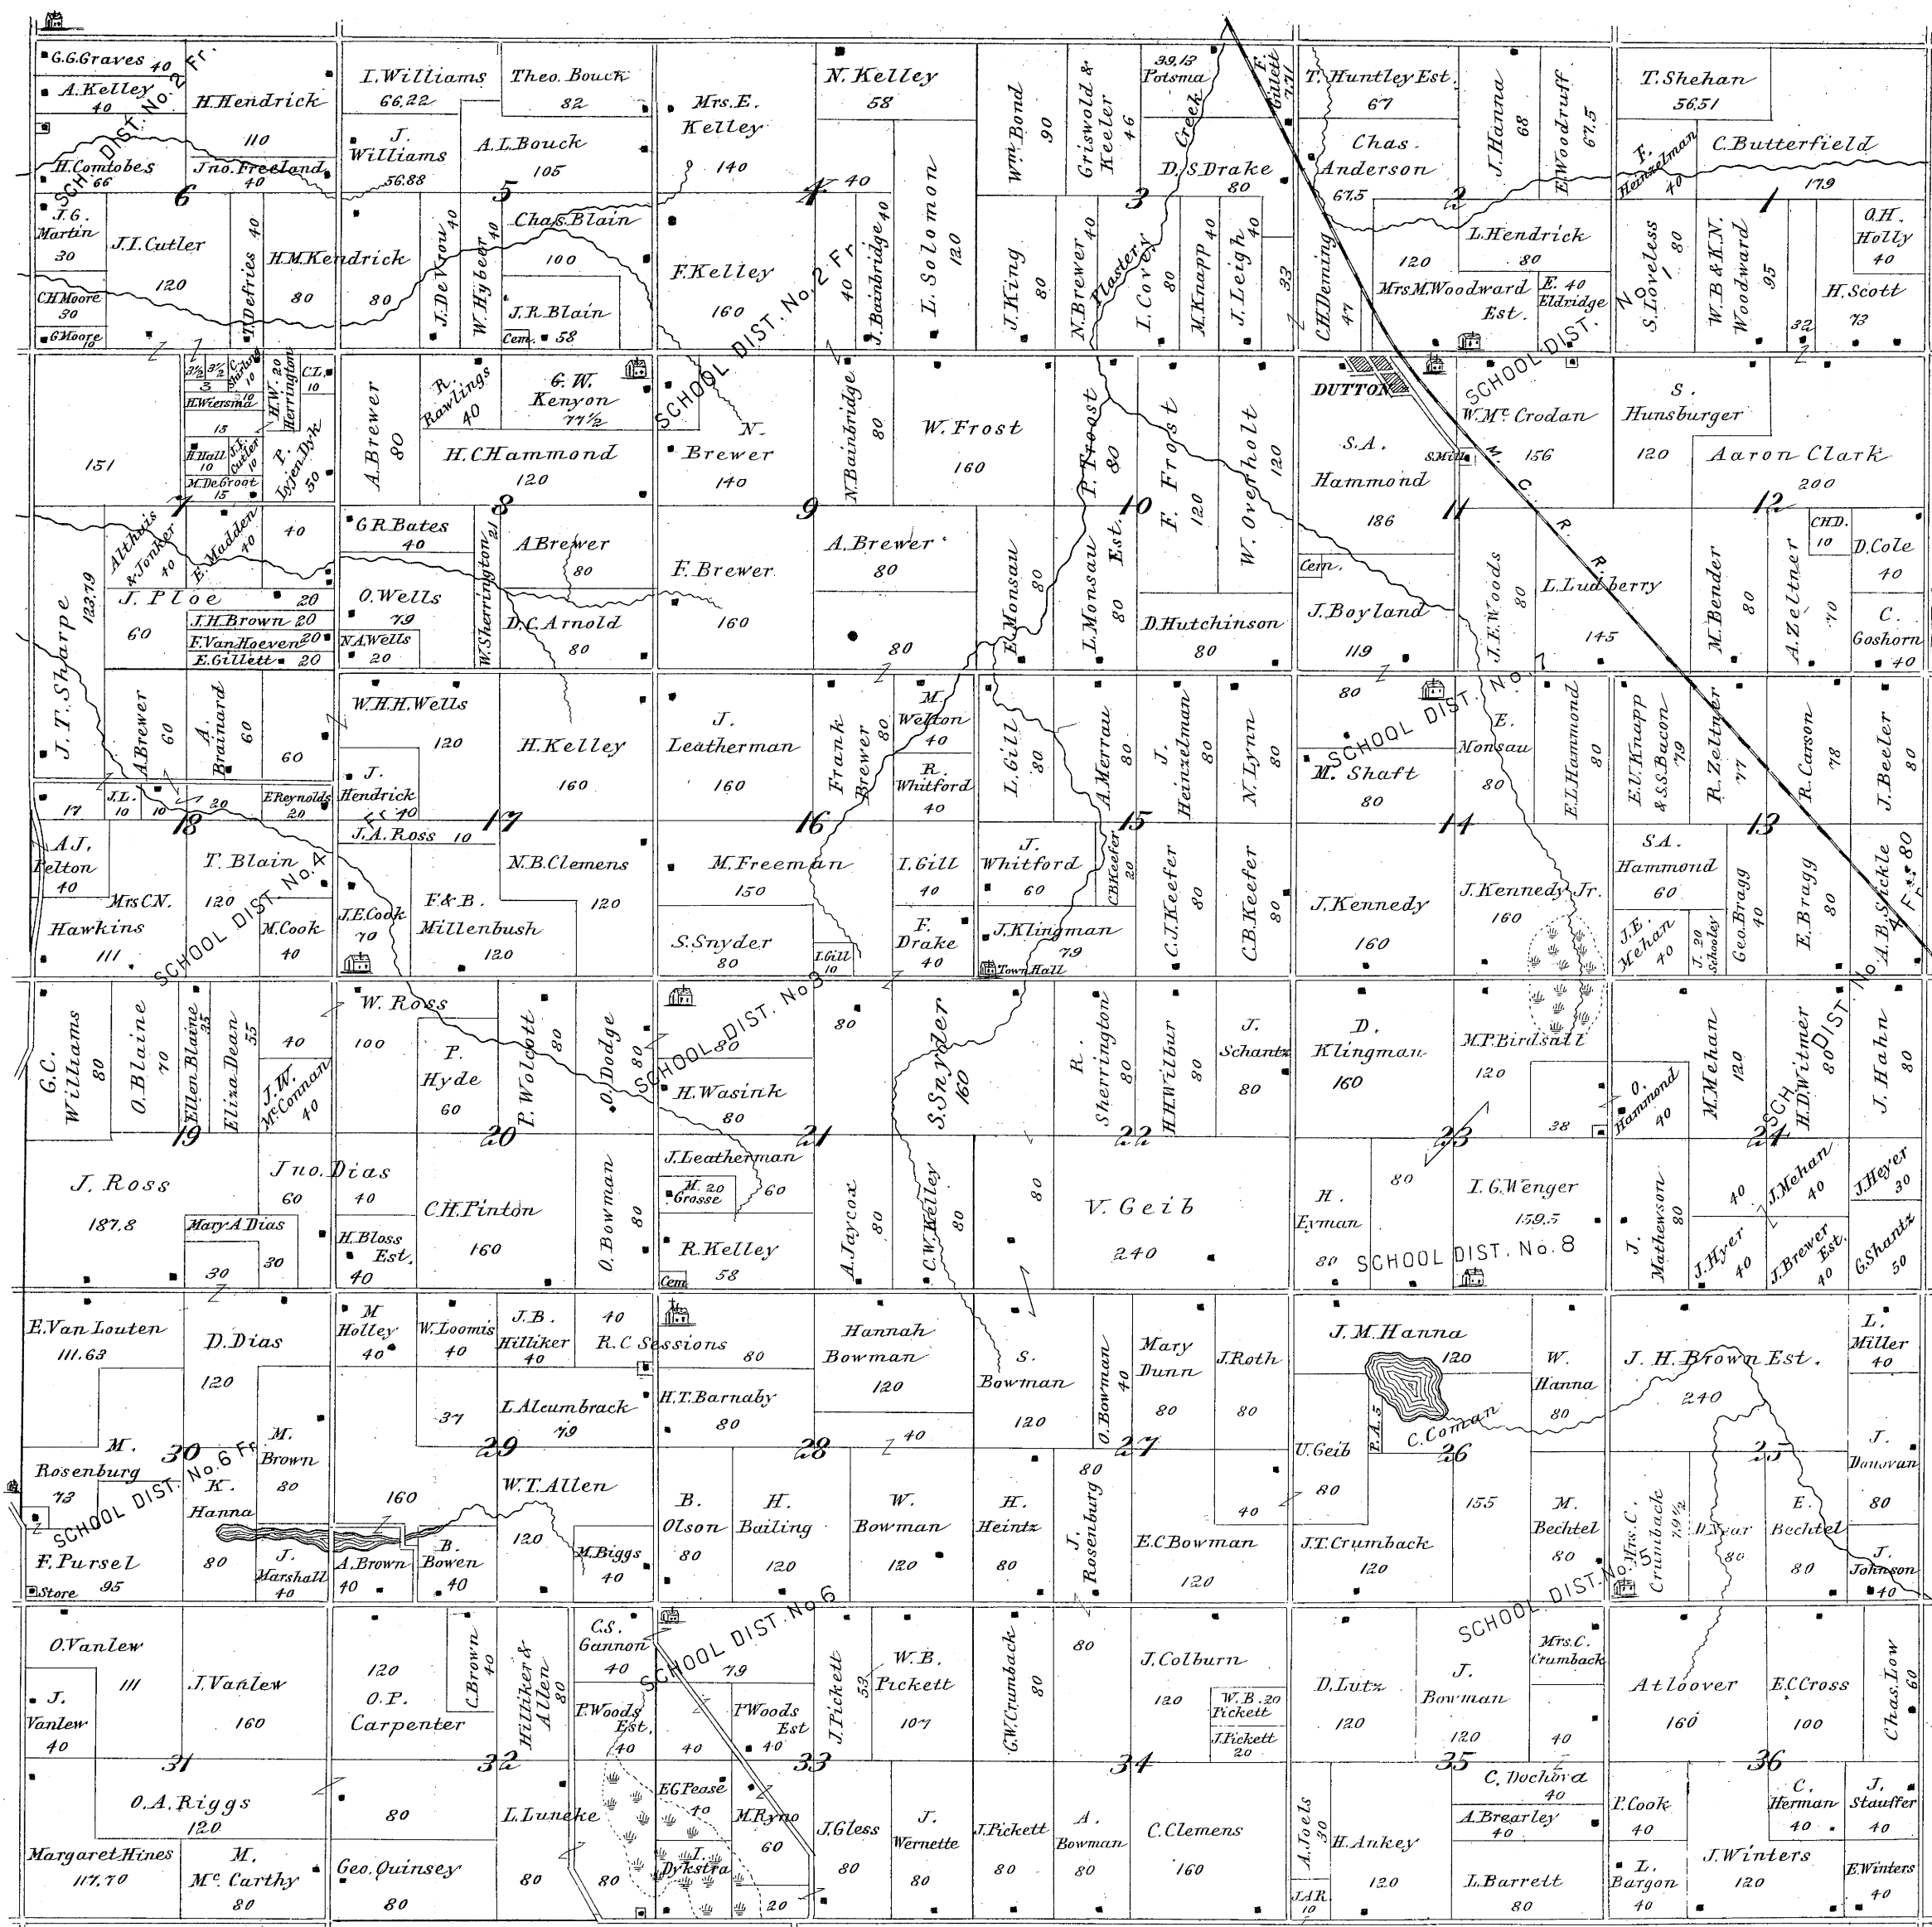 G.G. Graves 40
A. Kelley
40
SCH. DIST. No. 2 Fr.
H. Hendrick
110
H. Comtobes
66
Jno. Freeland
40
6
I. Williams
66.22
Theo. Bouck
82
J.
Williams
56.88
A.L. Bouck
105
5
Mrs. E.
Kelley
140
N. Kelley
58
40
4
L. Solomon
120
Wm. Bond
90
Griswold &
Keeler
46
39.13
Potsma
Creek
F. Gillett
7.71
D.S. Drake
80
3
T. Huntley Est.
67
Chas.
Anderson
67.5
J. Hanna
68
E. Woodruff
67.5
2
T. Shehan
56.51
F.
Heinzelman
40
C. Butterfield
179
1
J.G.
Martin
30
J.I. Cutler
120
C.H. Moore
30
G. Moore
10
J. Defries 40
H.M. Kendrick
80
80
J. De Vrou
40
W. Hybeer
40
Chas. Blain
100
J.R. Blain
58
Cem.
F. Kelley
160
SCHOOL DIST. No. 2 Fr
40
J. Bainbridge 40
J. King
80
N. Brewer
40
Plaster
I. Covey
80
M. Knapp
40
J. Leigh
40
33
C.H. Deming
47
120
L. Hendrick
80
Mrs M. Woodward
Est.
E. 40
Eldridge
S. Loveless
80
W.B. & K.N.
Woodward
95
32
O.H.
Holly
40
H. Scott
73
SCHOOL DIST. No 1
151
3½
3½
3
C. Starling
10
H. Wiersma
10
15
H.W. 20
Herrington
C.L.
10
H. Hall
10
J.I. Cutler
10
M. DeGroot
15
P.
Lyjen Dyk
50
7
A. Brewer
80
R.
Rawlings
40
G.W.
Kenyon
77½
H.C. Hammond
120
8
N.
Brewer
140
9
N. Bainbridge
80
W. Frost
160
P. Troost
80
10
F. Frost
120
W. Overholt
120
DUTTON
S.A.
Hammond
186
S. Mill
11
W. Mc Crodan
156
M. C. R. R.
S.
Hunsburger
120
Aaron Clark
200
12
J.T. Sharpe
123.79
Althuis
& Jonker
40
E. Madden
40
40
J. Ploe
20
60
J.H. Brown 20
F. Van Hoeven 20
E. Gillett 20
G.R. Bates
40
O. Wells
79
N.A. Wells
20
W. Sherrington 21
A Brewer
80
D.C. Arnold
80
F. Brewer
160
A. Brewer
80
80
E. Monsau
80
L. Monsau Est.
80
D. Hutchinson
80
Cem.
J. Boyland
119
J.E. Woods
80
L. Ludberry
145
M. Bender
80
A. Zeltner
70
C.H.D.
10
D. Cole
40
C.
Goshorn
40
A. Brewer
60
A.
Brainard
60
60
17
J.L.
10
10
20
F. Reynolds
20
18
W.H.H. Wells
120
J.
Hendrick
Fr 40
J.A. Ross 10
H. Kelley
160
17
J.
Leatherman
160
Frank
Brewer
80
M.
Welton
40
R.
Whitford
40
16
L. Gill
80
A. Merrau
80
J.
Heinzelman
80
N. Lynn
80
15
80
M. Shaft
80
SCHOOL DIST. No. 7
E.
Monsau
80
E.L. Hammond
80
14
E.U. Knapp
& S.S. Bacon
79
R. Zeltner
77
R. Carson
78
J. Beeler
80
13
A.J.
Felton
40
Mrs C.N.
Hawkins
111
T. Blain
120
M. Cook
40
SCHOOL DIST. No. 4
J.E. Cook
70
F. & B.
Millenbush
120
N.B. Clemens
120
M. Freeman
150
S. Snyder
80
I. Gill
10
I. Gill
40
F.
Drake
40
J.
Whitford
60
C.B. Keefer
20
J. Klingman
79
Town Hall
C.J. Keefer
80
C.B. Keefer
80
J. Kennedy
160
J. Kennedy Jr.
160
S.A.
Hammond
60
J.E.
Mehan
40
J. 20
Schooley
Geo. Bragg
40
E. Bragg
80
A.B. Stickle
80
G.C.
Williams
80
O. Blaine
70
Ellen Blaine
35
Eliza Dean
55
40
J.W.
McConnan
40
19
W. Ross
100
P.
Hyde
60
P. Wolcott
80
O. Dodge
80
20
80
H. Wasink
80
SCHOOL DIST. No 3
80
S. Snyder
160
21
R.
Sherrington
80
H.H. Wilbur
80
J.
Schantz
80
22
D.
Klingman
160
M.P. Birdsall
120
38
23
O.
Hammond
40
M. Mehan
120
H.D. Witmer
80
J. Hahn
80
24
J. Ross
187.8
Jno. Dias
60
40
Mary A Dias
30
30
H. Bloss
Est.
40
C.H. Pinton
160
O. Bowman
80
J. Leatherman
60
M. 20
Grosse
R. Kelley
58
Cem.
A. Jaycox
80
C.W. Kelley
80
80
V. Geib
240
H.
Eyman
80
80
I.G. Wenger
159.5
SCHOOL DIST. No. 8
J.
Mathewson
80
40
J. Hyer
40
J. Mehan
40
J. Brewer
Est.
40
J. Heyer
30
G. Shantz
50
E. Van Louten
111.63
D. Dias
120
M.
Rosenburg
73
M.
Brown
80
30
SCHOOL DIST. No. 6 Fr
K.
Hanna
80
F. Pursel
95
Store
J.
Marshall
40
M
Holley
40
W. Loomis
40
J.B.
Hilliker
40
40
R.C Sessions
80
37
L. Alcumbrack
79
29
160
W.T. Allen
120
A. Brown
40
B.
Bowen
40
M. Biggs
40
H.T. Barnaby
80
Hannah
Bowman
120
40
28
B.
Olson
80
H.
Bailing
120
W.
Bowman
120
S.
Bowman
120
O. Bowman
40
Mary
Dunn
80
J. Roth
80
27
H.
Heintz
80
80
J.
Rosenburg
40
E.C. Bowman
120
J.M. Hanna
120
W.
Hanna
80
U. Geib
80
C. Coman
26
155
J.T. Crumback
120
M.
Bechtel
80
SCHOOL DIST. No. 5
J.H. Brown Est.
240
L.
Miller
40
25
Mrs. C.
Crumback
79½
80
E.
Bechtel
80
J.
Donovan
80
J.
Johnson
40
O. Vanlew
111
J.
Vanlew
40
J. Vanlew
160
31
O.A. Riggs
120
Margaret Hines
117.70
M.
Mc. Carthy
80
120
O.P.
Carpenter
C. Brown
40
Hilliker &
Allen
80
C.S.
Gannon
40
P. Woods
Est.
40
32
80
L. Luneke
80
80
Geo. Quinsey
80
SCHOOL DIST. No 6
79
40
P Woods
Est
40
J. Pickett
53
W.B.
Pickett
107
33
E.G. Pease
40
M. Ryno
60
I.
Dykstra
20
J. Gless
80
J.
Wernette
80
G.W. Crumback
80
80
J. Colburn
120
W.B. 20
Pickett
J. Pickett
20
34
J. Pickett
80
A.
Bowman
80
C. Clemens
160
D. Lutz
120
J.
Bowman
120
Mrs. C.
Crumback
40
35
A. Joels
30
J.A.R.
10
H. Ankey
120
C. Dochord
40
A. Brearley
40
L. Barrett
80
At loover
160
E.C Cross
100
Chas. Low
60
36
P. Cook
40
L.
Bargon
40
C.
Herman
40
J.
Stauffer
40
J. Winters
120
E. Winters
40